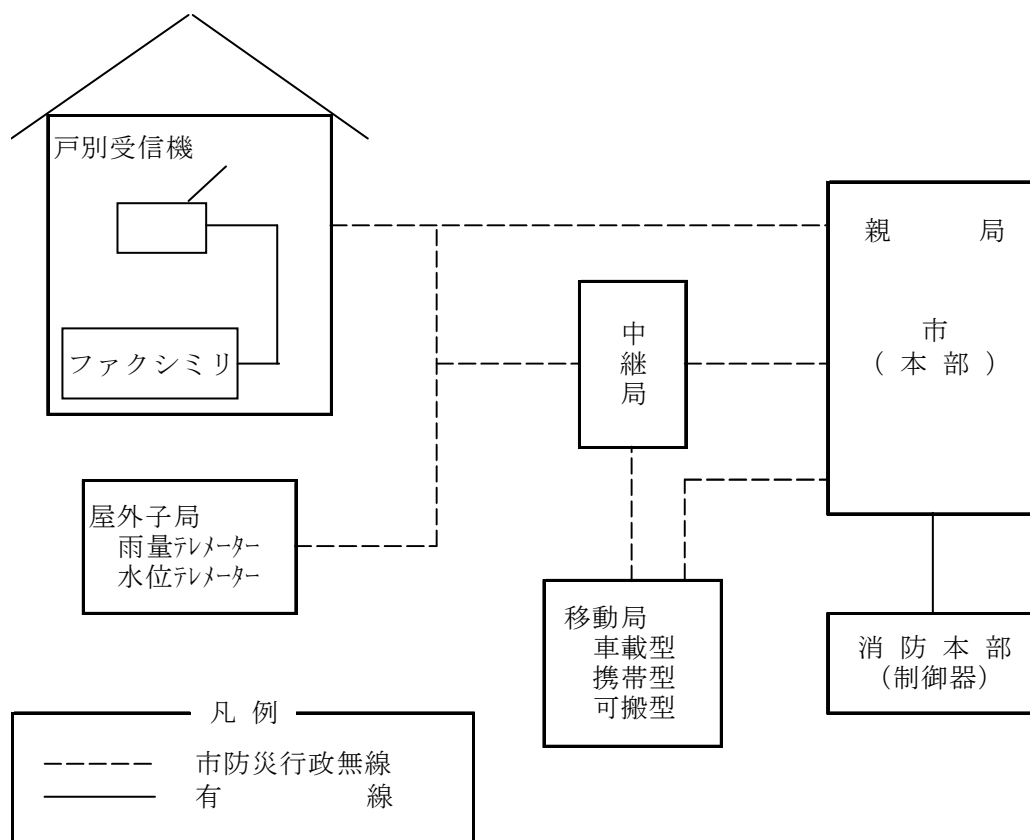 戸別受信機
ファクシミリ
親　　局
市
（本部）
中
継
局
屋外子局
雨量ﾃﾚﾒｰﾀｰ
水位ﾃﾚﾒｰﾀｰ
移動局
車載型
携帯型
可搬型
消防本部
（制御器）
凡例
市防災行政無線
有　　線